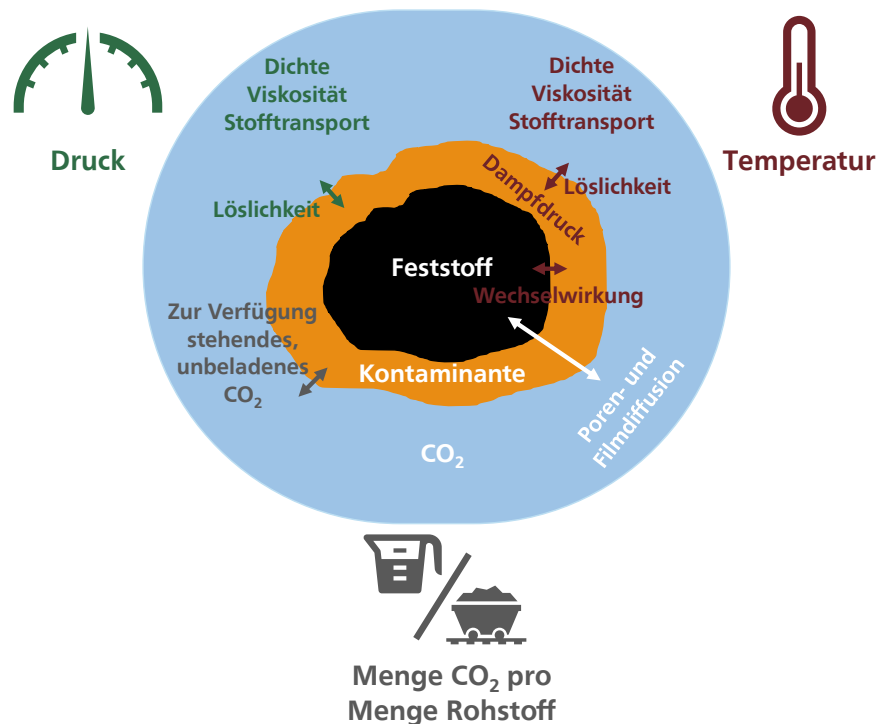 Druck
Dichte
Viskosität
Stofftransport
Löslichkeit
Dichte
Viskosität
Stofftransport
Temperatur
Löslichkeit
Dampfdruck
Feststoff
Wechselwirkung
Zur Verfügung
stehendes,
unbeladenes
CO₂
Kontaminante
Poren- und
Filmdiffusion
CO₂
Menge CO₂ pro
Menge Rohstoff